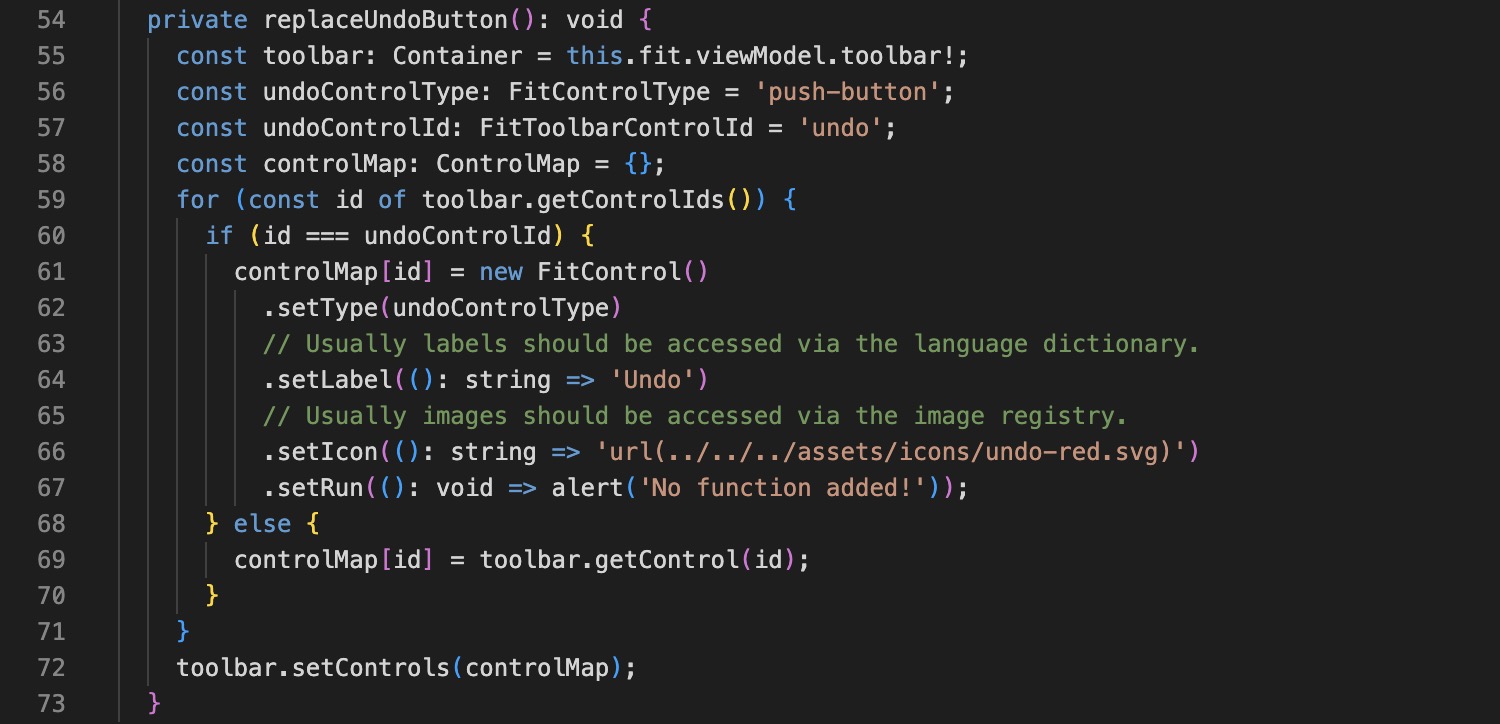 54 private replaceUndoButton(): void {
55 const toolbar: Container = this.fit.viewModel.toolbar!;
56 const undoControlType: FitControlType = 'push-button';
57 const undoControlId: FitToolbarControlId = 'undo';
58 const controlMap: ControlMap = {};
59 for (const id of toolbar.getControlIds()) {
60 if (id === undoControlId) {
61 controlMap[id] = new FitControl()
62 .setType(undoControlType)
63 // Usually labels should be accessed via the language dictionary.
64 .setLabel((): string => 'Undo')
65 // Usually images should be accessed via the image registry.
66 .setIcon((): string => 'url(../../../assets/icons/undo-red.svg)')
67 .setRun((): void => alert('No function added!'));
68 } else {
69 controlMap[id] = toolbar.getControl(id);
70 }
71 }
72 toolbar.setControls(controlMap);
73 }